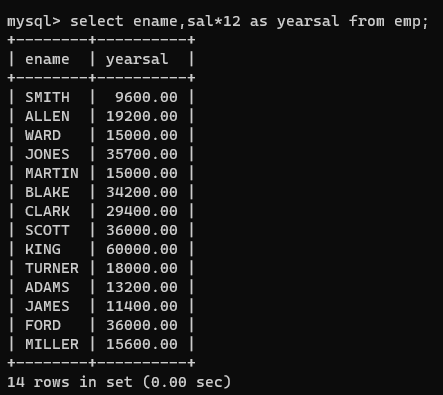 mysql> select ename,sal*12 as yearsal from emp;
+--------+----------+
| ename  | yearsal  |
+--------+----------+
| SMITH  |  9600.00 |
| ALLEN  | 19200.00 |
| WARD   | 15000.00 |
| JONES  | 35700.00 |
| MARTIN | 15000.00 |
| BLAKE  | 34200.00 |
| CLARK  | 29400.00 |
| SCOTT  | 36000.00 |
| KING   | 60000.00 |
| TURNER | 18000.00 |
| ADAMS  | 13200.00 |
| JAMES  | 11400.00 |
| FORD   | 36000.00 |
| MILLER | 15600.00 |
+--------+----------+
14 rows in set (0.00 sec)